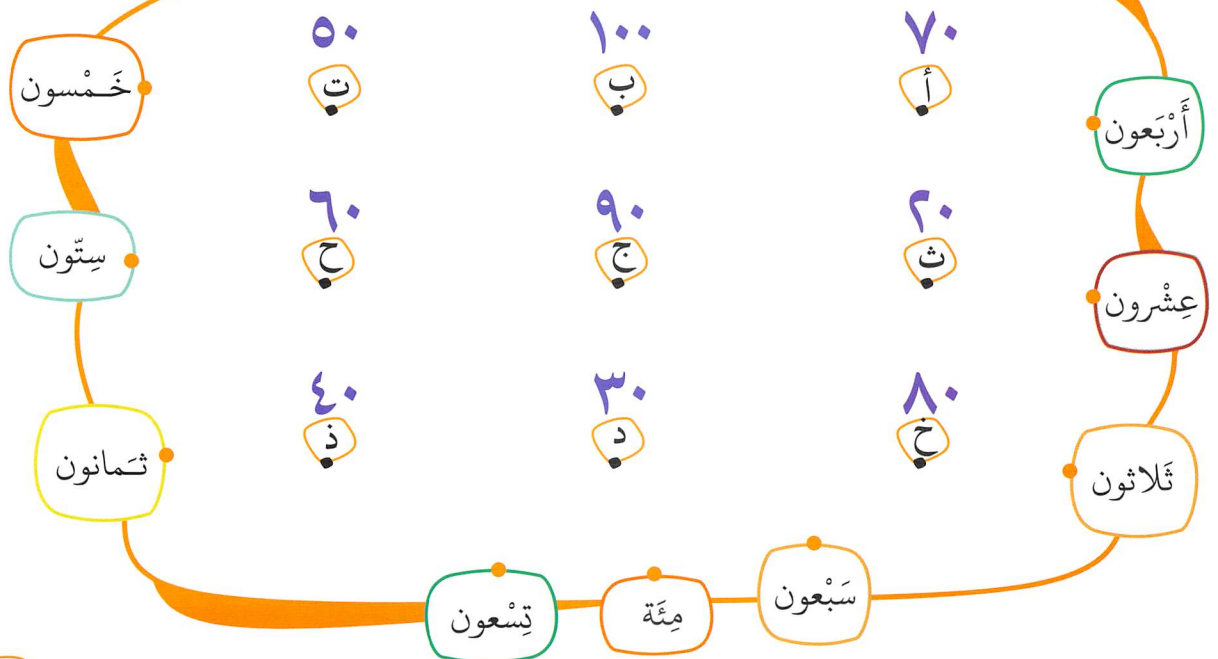 ٧٠ ١٠٠ ٥٠
أ ب ت
خَمْسون
أَرْبَعون
٢٠ ٩٠ ٦٠
ث ج ح
سِتّون
عِشْرون
٨٠ ٣٠ ٤٠
خ د ذ
ثَمانون
ثَلاثون
سَبْعون
مِئَة
تِسْعون